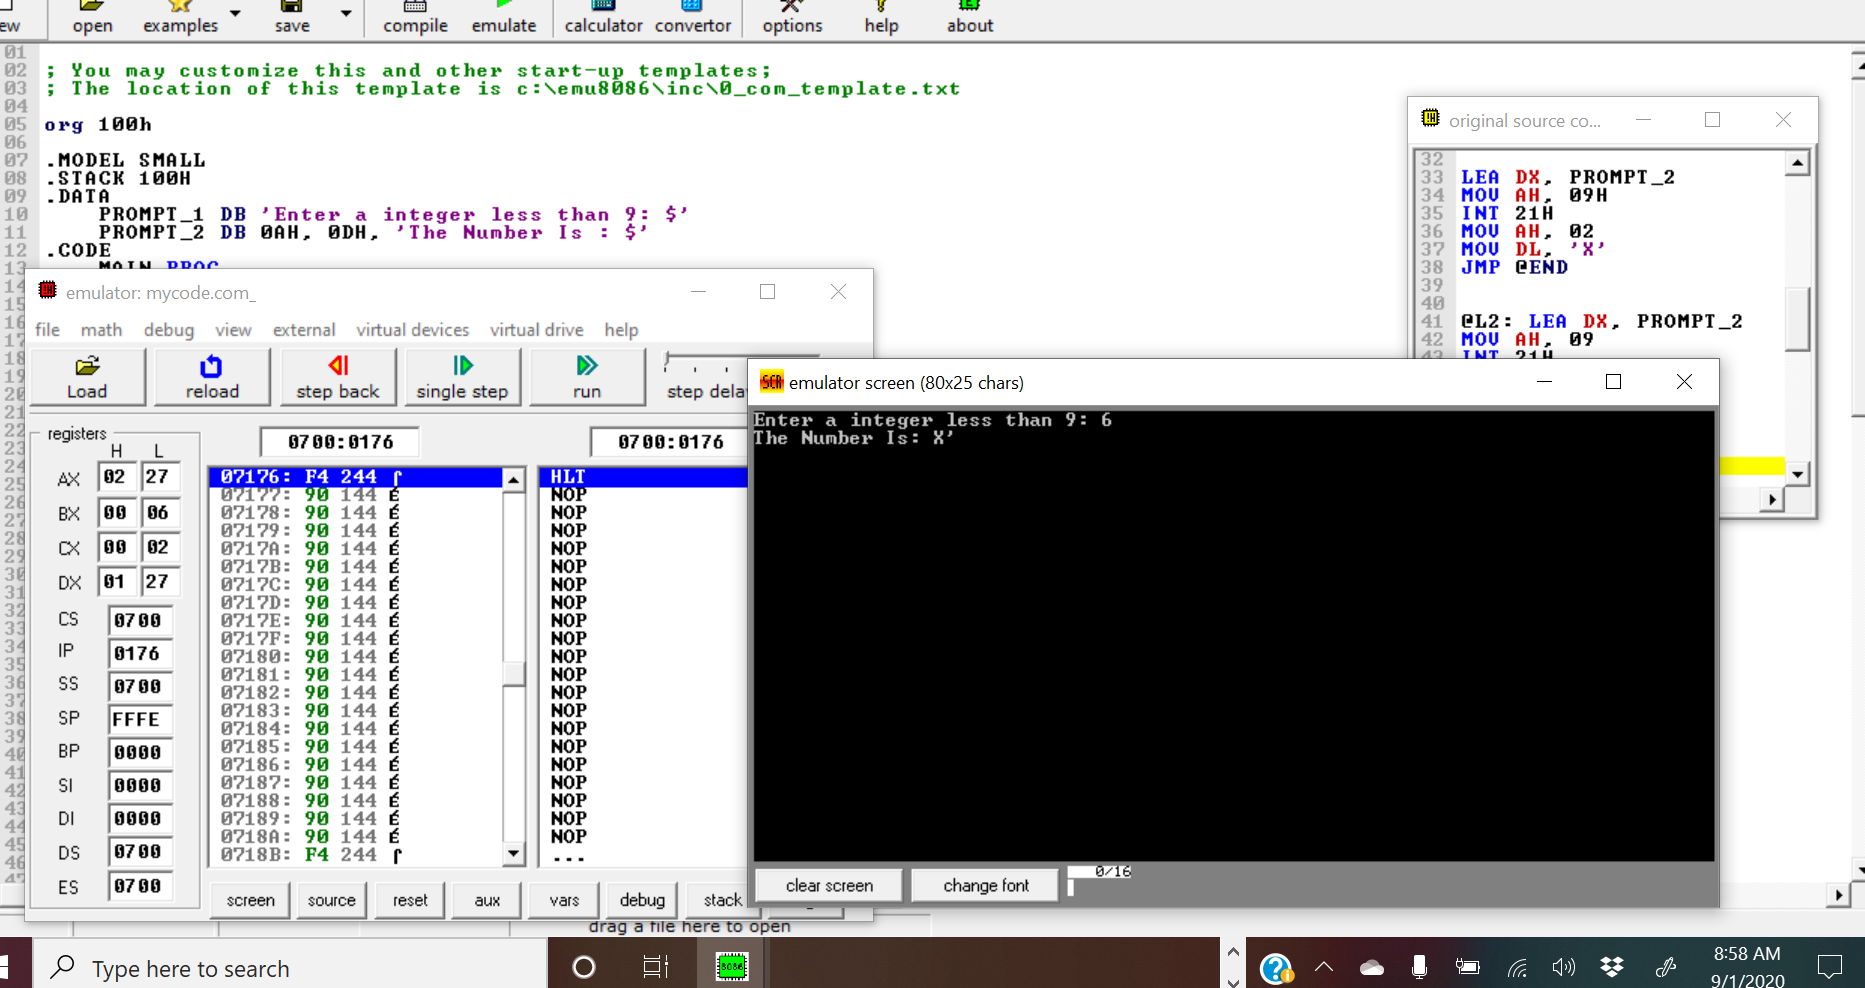 ew open examples save compile emulate calculator convertor options help about
01
02 ; You may customize this and other start-up templates;
03 ; The location of this template is c:\emu8086\inc\0_com_template.txt
04
05 org 100h
06
07 .MODEL SMALL
08 .STACK 100H
09 .DATA
10 PROMPT_1 DB 'Enter a integer less than 9: $'
11 PROMPT_2 DB 0AH, 0DH, 'The Number Is : $'
12 .CODE
13 MAIN PROC
original source co...
32
33 LEA DX, PROMPT_2
34 MOV AH, 09H
35 INT 21H
36 MOV AH, 02
37 MOV DL, 'X'
38 JMP @END
39
40
41 @L2: LEA DX, PROMPT_2
42 MOV AH, 09
43 INT 21H
emulator: mycode.com_
file math debug view external virtual devices virtual drive help
Load reload step back single step run step dela
registers
H L
AX 02 27
BX 00 06
CX 00 02
DX 01 27
CS 0700
IP 0176
SS 0700
SP FFFE
BP 0000
SI 0000
DI 0000
DS 0700
ES 0700
0700:0176 0700:0176
07176: F4 244 ⌠ HLT
07177: 90 144 É NOP
07178: 90 144 É NOP
07179: 90 144 É NOP
0717A: 90 144 É NOP
0717B: 90 144 É NOP
0717C: 90 144 É NOP
0717D: 90 144 É NOP
0717E: 90 144 É NOP
0717F: 90 144 É NOP
07180: 90 144 É NOP
07181: 90 144 É NOP
07182: 90 144 É NOP
07183: 90 144 É NOP
07184: 90 144 É NOP
07185: 90 144 É NOP
07186: 90 144 É NOP
07187: 90 144 É NOP
07188: 90 144 É NOP
07189: 90 144 É NOP
0718A: 90 144 É NOP
0718B: F4 244 ⌠ ...
screen source reset aux vars debug stack
emulator screen (80x25 chars)
Enter a integer less than 9: 6
The Number Is: X'
clear screen change font 0/16
drag a file here to open
Type here to search
8086
8:58 AM
9/1/2020